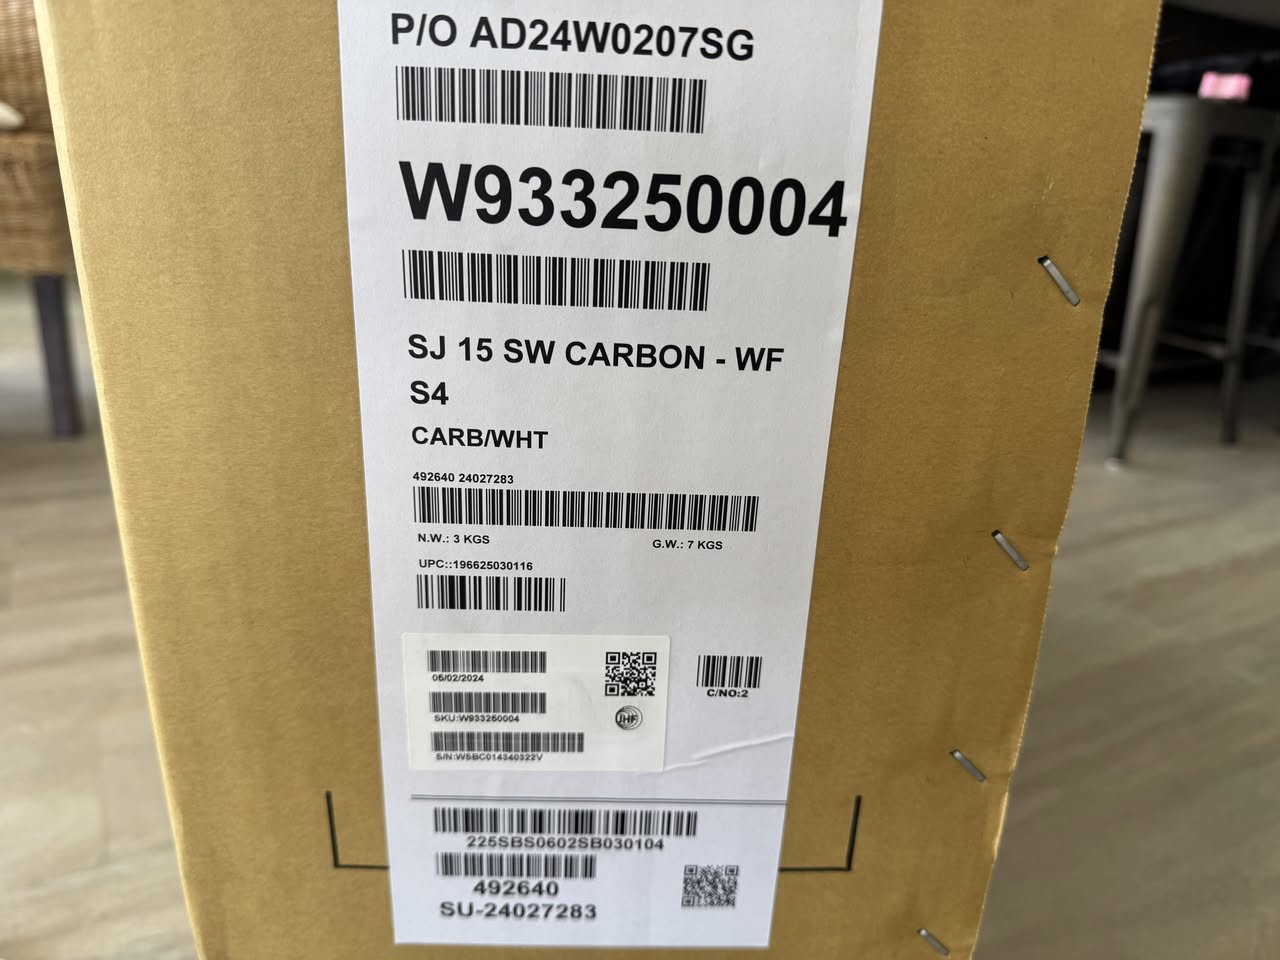 P/O AD24W0207SG
W933250004
SJ 15 SW CARBON - WF
S4
CARB/WHT
492640 24027283
N.W.: 3 KGS G.W.: 7 KGS
UPC::196625030116
05/02/2024
SKU:W933250004
JHF
C/NO:2
S/N:WSBC014340322V
225SBS0602SB030104
492640
SU-24027283